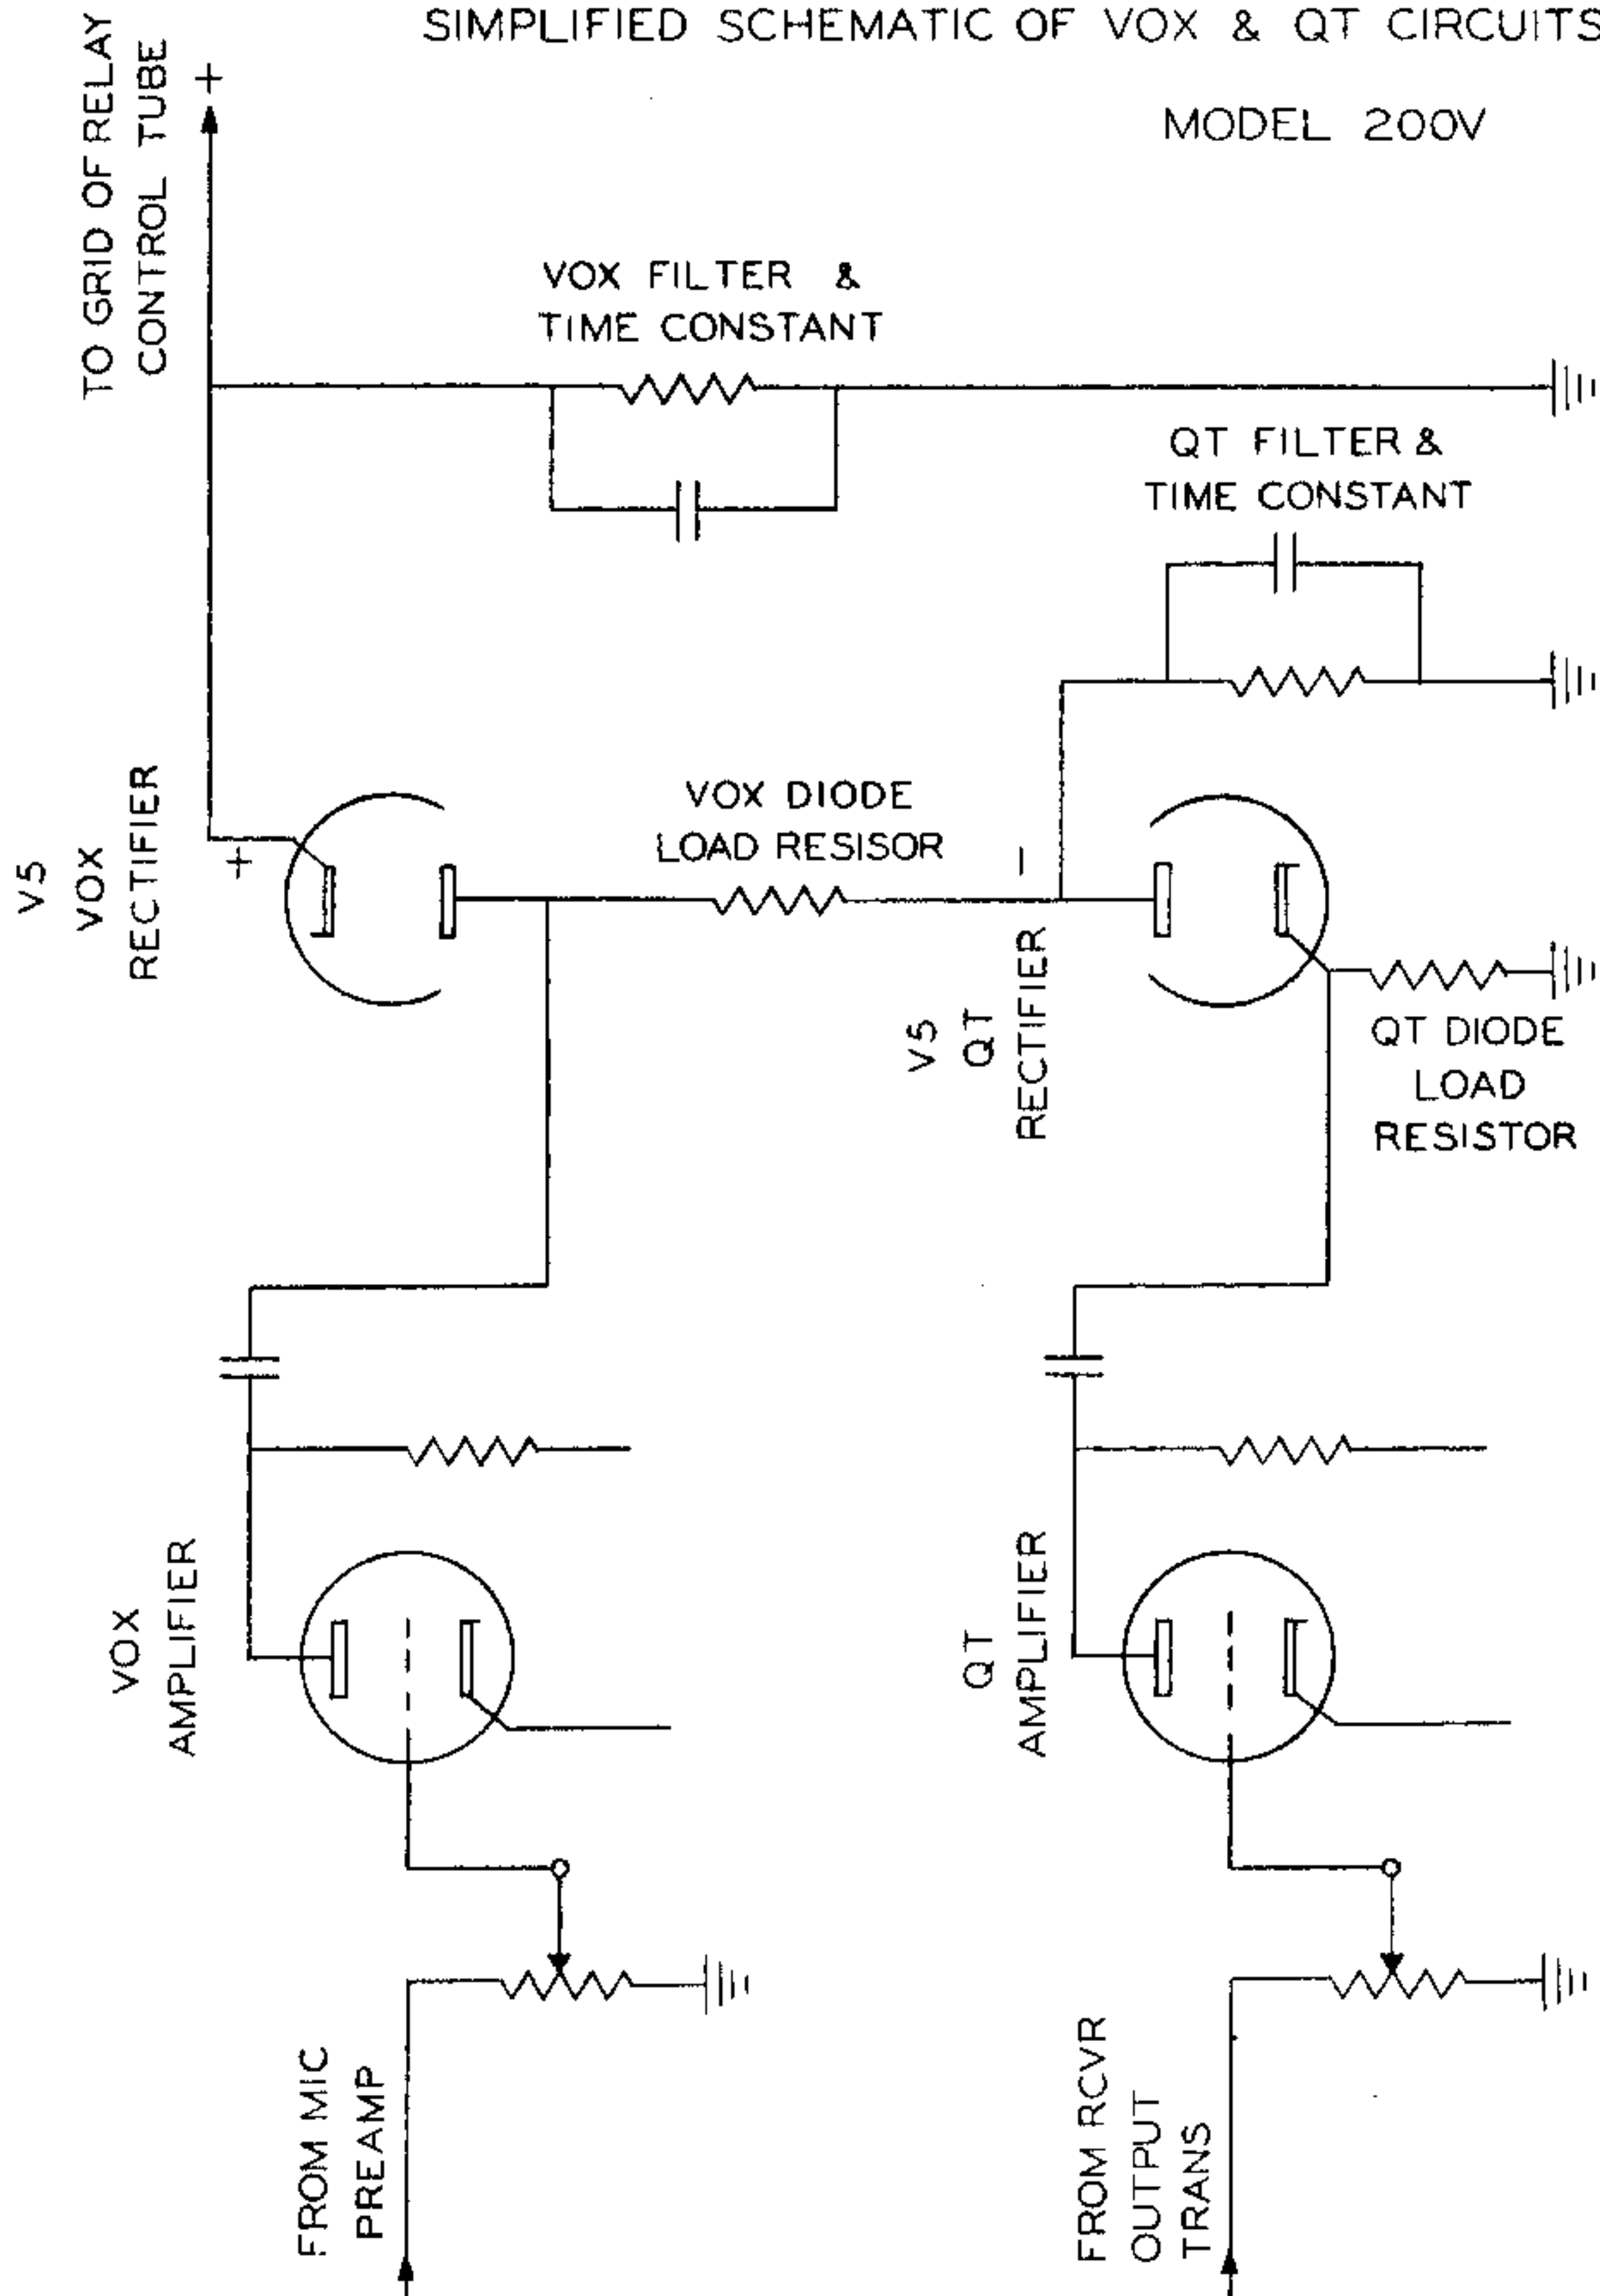 SIMPLIFIED SCHEMATIC OF VOX & QT CIRCUITS
MODEL 200V
TO GRID OF RELAY
CONTROL TUBE
+
VOX FILTER &
TIME CONSTANT
QT FILTER &
TIME CONSTANT
V5
VOX
RECTIFIER
+
VOX DIODE
LOAD RESISOR
−
V5
QT
RECTIFIER
QT DIODE
LOAD
RESISTOR
VOX
AMPLIFIER
QT
AMPLIFIER
FROM MIC
PREAMP
FROM RCVR
OUTPUT
TRANS